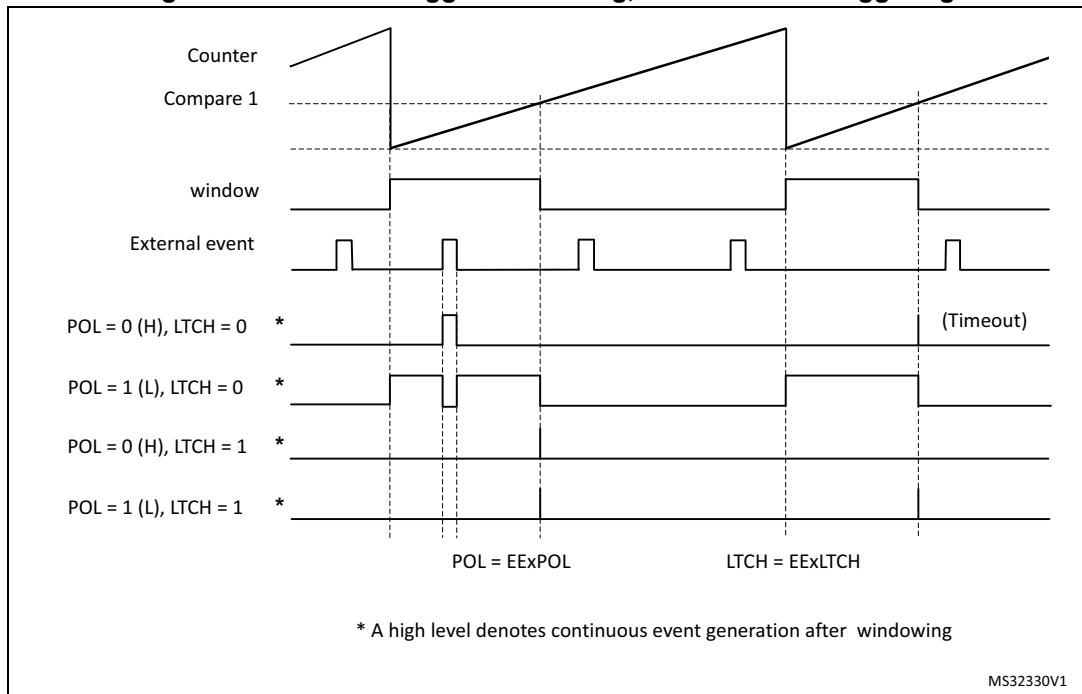 Counter
Compare 1
window
External event
POL = 0 (H), LTCH = 0 * (Timeout)
POL = 1 (L), LTCH = 0 *
POL = 0 (H), LTCH = 1 *
POL = 1 (L), LTCH = 1 *
POL = EExPOL LTCH = EExLTCH
* A high level denotes continuous event generation after windowing
MS32330V1